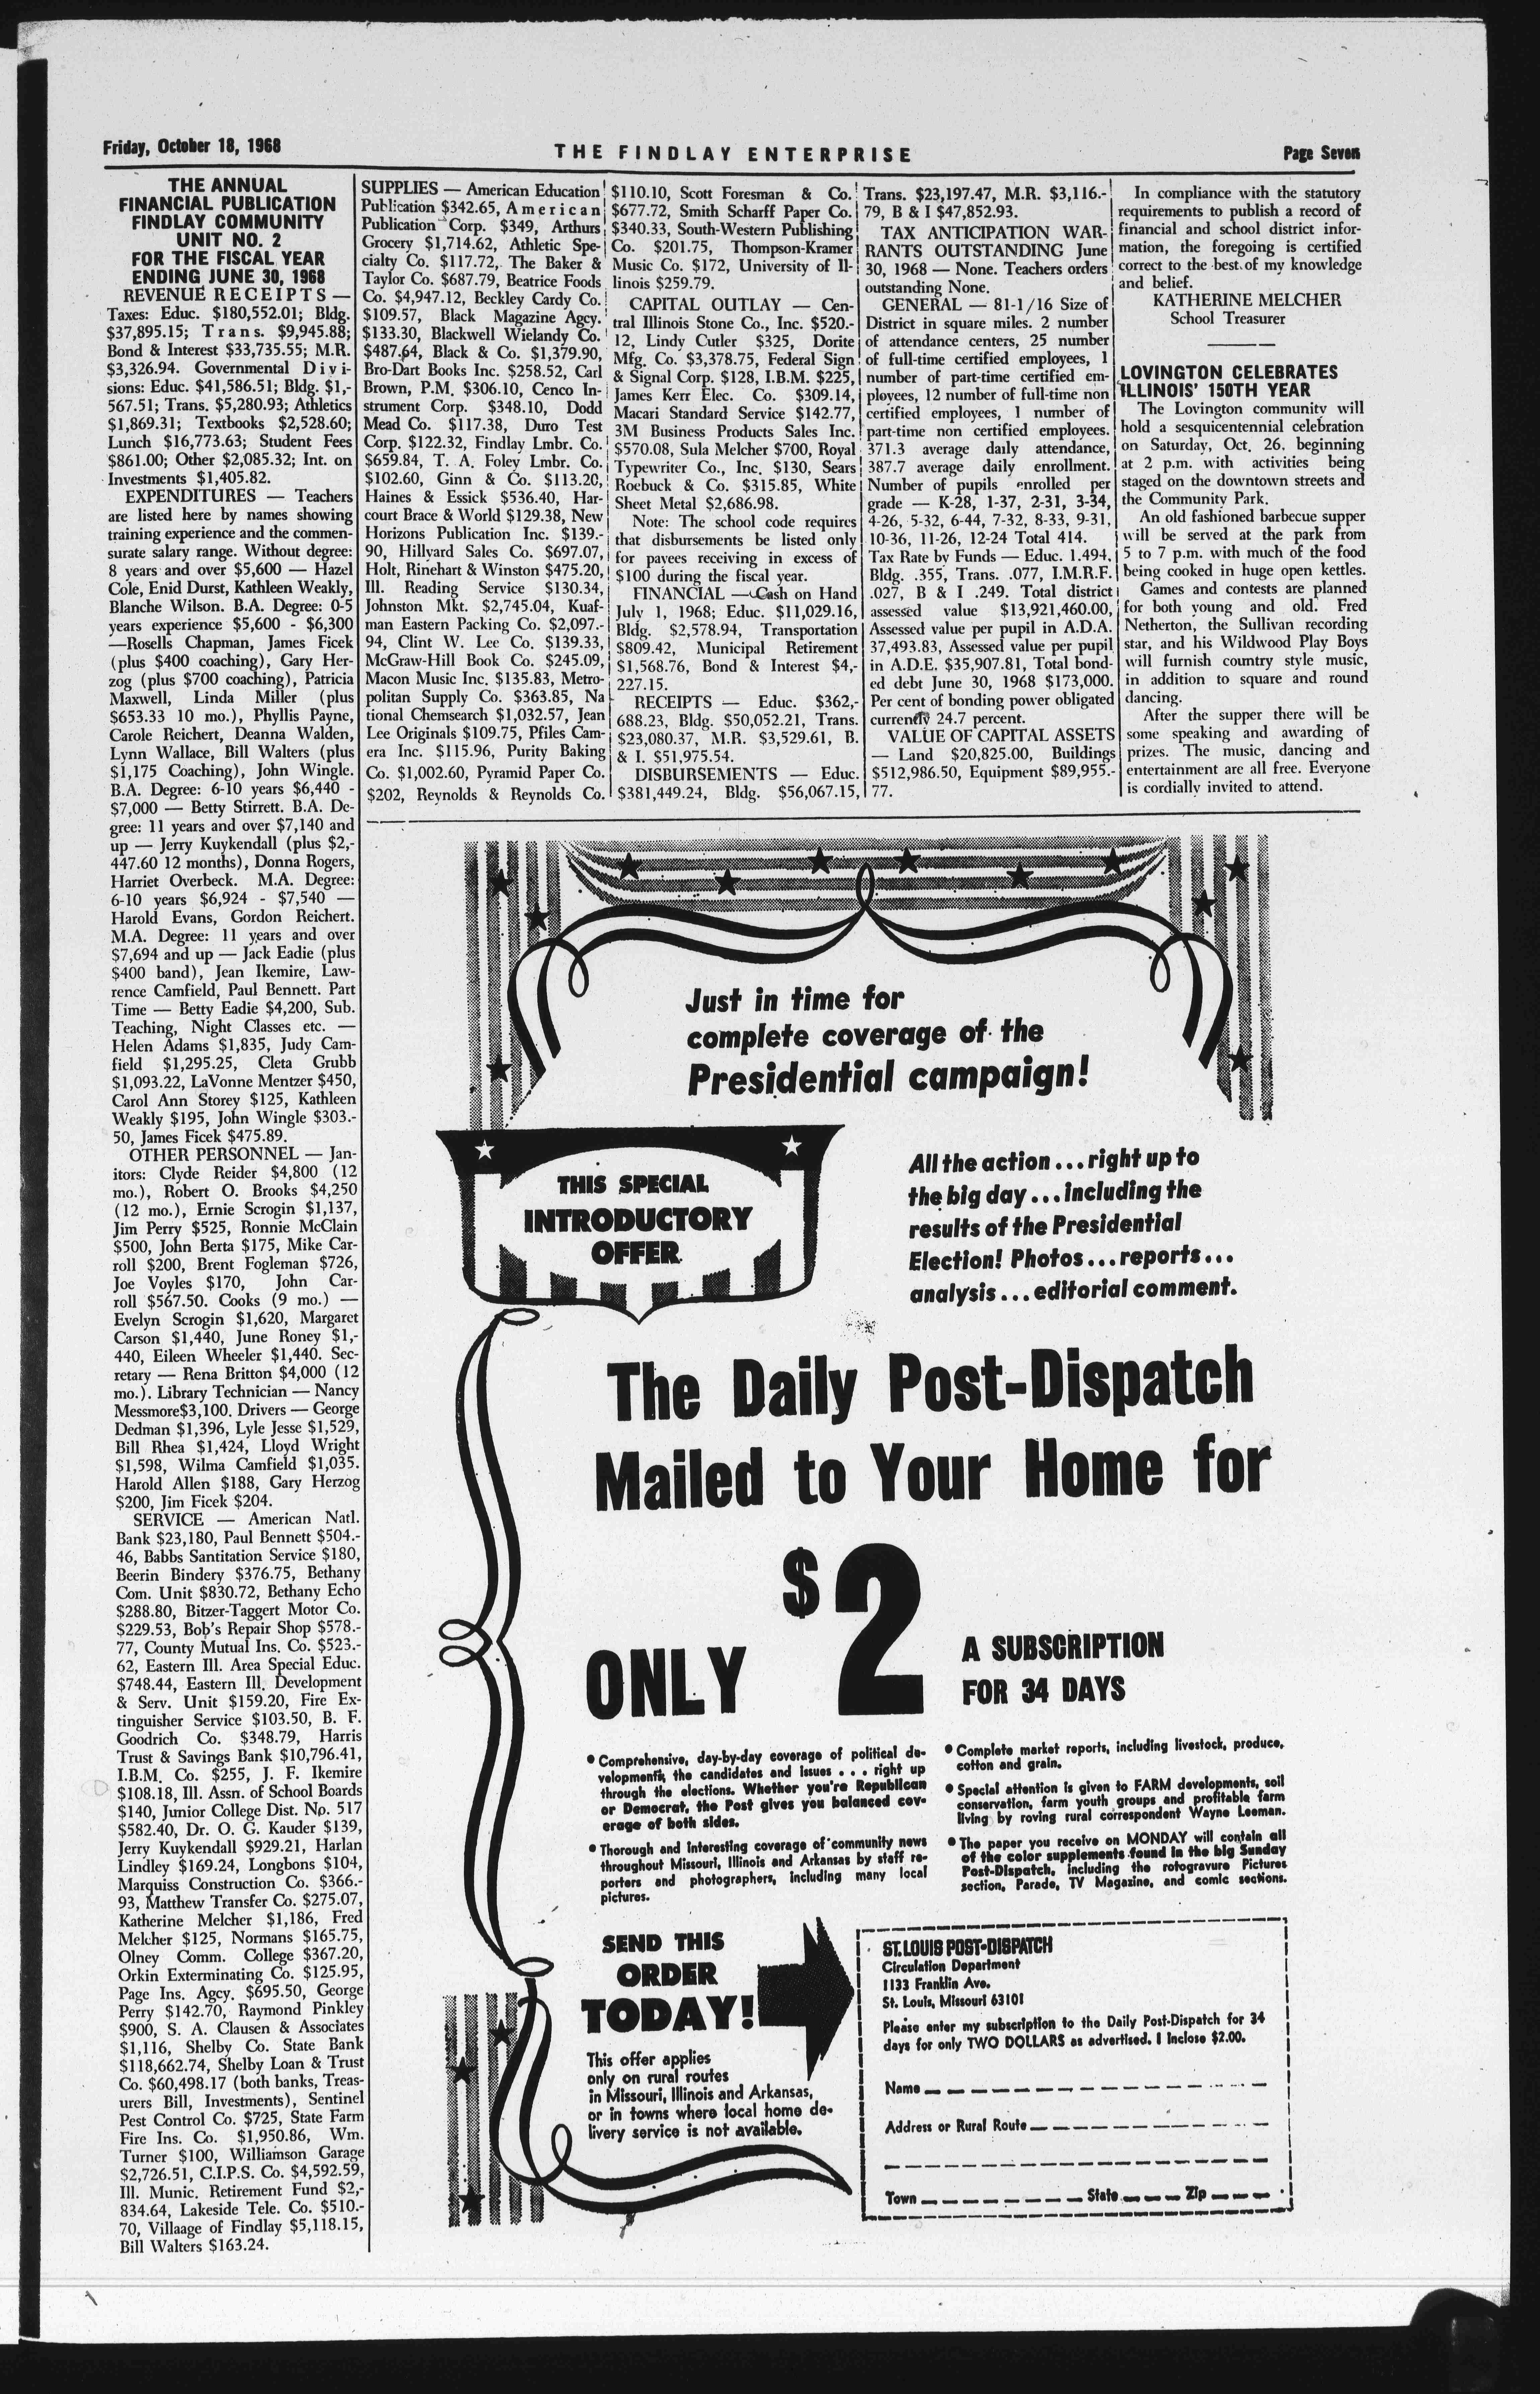 Friday, October 18, 1968
THE FINDLAY ENTERPRISE
Page Seven
THE ANNUAL
FINANCIAL PUBLICATION
FINDLAY COMMUNITY
UNIT NO. 2
FOR THE FISCAL YEAR
ENDING JUNE 30, 1968
REVENUE RECEIPTS —
Taxes: Educ. $180,552.01; Bldg.
$37,895.15; Trans. $9,945.88;
Bond & Interest $33,735.55; M.R.
$3,326.94. Governmental Divi-
sions: Educ. $41,586.51; Bldg. $1,-
567.51; Trans. $5,280.93; Athletics
$1,869.31; Textbooks $2,528.60;
Lunch $16,773.63; Student Fees
$861.00; Other $2,085.32; Int. on
Investments $1,405.82.
EXPENDITURES — Teachers
are listed here by names showing
training experience and the commen-
surate salary range. Without degree:
8 years and over $5,600 — Hazel
Cole, Enid Durst, Kathleen Weakly,
Blanche Wilson. B.A. Degree: 0-5
years experience $5,600 - $6,300
—Rosells Chapman, James Ficek
(plus $400 coaching), Gary Her-
zog (plus $700 coaching), Patricia
Maxwell, Linda Miller (plus
$653.33 10 mo.), Phyllis Payne,
Carole Reichert, Deanna Walden,
Lynn Wallace, Bill Walters (plus
$1,175 Coaching), John Wingle.
B.A. Degree: 6-10 years $6,440 -
$7,000 — Betty Stirrett. B.A. De-
gree: 11 years and over $7,140 and
up — Jerry Kuykendall (plus $2,-
447.60 12 months), Donna Rogers,
Harriet Overbeck. M.A. Degree:
6-10 years $6,924 - $7,540 —
Harold Evans, Gordon Reichert.
M.A. Degree: 11 years and over
$7,694 and up — Jack Eadie (plus
$400 band), Jean Ikemire, Law-
rence Camfield, Paul Bennett. Part
Time — Betty Eadie $4,200, Sub.
Teaching, Night Classes etc. —
Helen Adams $1,835, Judy Cam-
field $1,295.25, Cleta Grubb
$1,093.22, LaVonne Mentzer $450,
Carol Ann Storey $125, Kathleen
Weakly $195, John Wingle $303.-
50, James Ficek $475.89.
OTHER PERSONNEL — Jan-
itors: Clyde Reider $4,800 (12
mo.), Robert O. Brooks $4,250
(12 mo.), Ernie Scrogin $1,137,
Jim Perry $525, Ronnie McClain
$500, John Berta $175, Mike Car-
roll $200, Brent Fogleman $726,
Joe Voyles $170, John Car-
roll $567.50. Cooks (9 mo.) —
Evelyn Scrogin $1,620, Margaret
Carson $1,440, June Roney $1,-
440, Eileen Wheeler $1,440. Sec-
retary — Rena Britton $4,000 (12
mo.). Library Technician — Nancy
Messmore$3,100. Drivers — George
Dedman $1,396, Lyle Jesse $1,529,
Bill Rhea $1,424, Lloyd Wright
$1,598, Wilma Camfield $1,035.
Harold Allen $188, Gary Herzog
$200, Jim Ficek $204.
SERVICE — American Natl.
Bank $23,180, Paul Bennett $504.-
46, Babbs Santitation Service $180,
Beerin Bindery $376.75, Bethany
Com. Unit $830.72, Bethany Echo
$288.80, Bitzer-Taggert Motor Co.
$229.53, Bob's Repair Shop $578.-
77, County Mutual Ins. Co. $523.-
62, Eastern Ill. Area Special Educ.
$748.44, Eastern Ill. Development
& Serv. Unit $159.20, Fire Ex-
tinguisher Service $103.50, B. F.
Goodrich Co. $348.79, Harris
Trust & Savings Bank $10,796.41,
I.B.M. Co. $255, J. F. Ikemire
$108.18, Ill. Assn. of School Boards
$140, Junior College Dist. Np. 517
$582.40, Dr. O. G. Kauder $139,
Jerry Kuykendall $929.21, Harlan
Lindley $169.24, Longbons $104,
Marquiss Construction Co. $366.-
93, Matthew Transfer Co. $275.07,
Katherine Melcher $1,186, Fred
Melcher $125, Normans $165.75,
Olney Comm. College $367.20,
Orkin Exterminating Co. $125.95,
Page Ins. Agcy. $695.50, George
Perry $142.70, Raymond Pinkley
$900, S. A. Clausen & Associates
$1,116, Shelby Co. State Bank
$118,662.74, Shelby Loan & Trust
Co. $60,498.17 (both banks, Treas-
urers Bill, Investments), Sentinel
Pest Control Co. $725, State Farm
Fire Ins. Co. $1,950.86, Wm.
Turner $100, Williamson Garage
$2,726.51, C.I.P.S. Co. $4,592.59,
Ill. Munic. Retirement Fund $2,-
834.64, Lakeside Tele. Co. $510.-
70, Villaage of Findlay $5,118.15,
Bill Walters $163.24.
SUPPLIES — American Education
Publication $342.65, American
Publication Corp. $349, Arthurs
Grocery $1,714.62, Athletic Spe-
cialty Co. $117.72, The Baker &
Taylor Co. $687.79, Beatrice Foods
Co. $4,947.12, Beckley Cardy Co.
$109.57, Black Magazine Agcy.
$133.30, Blackwell Wielandy Co.
$487.64, Black & Co. $1,379.90,
Bro-Dart Books Inc. $258.52, Carl
Brown, P.M. $306.10, Cenco In-
strument Corp. $348.10, Dodd
Mead Co. $117.38, Duro Test
Corp. $122.32, Findlay Lmbr. Co.
$659.84, T. A. Foley Lmbr. Co.
$102.60, Ginn & Co. $113.20,
Haines & Essick $536.40, Har-
court Brace & World $129.38, New
Horizons Publication Inc. $139.-
90, Hillyard Sales Co. $697.07,
Holt, Rinehart & Winston $475.20,
Ill. Reading Service $130.34,
Johnston Mkt. $2,745.04, Kuaf-
man Eastern Packing Co. $2,097.-
94, Clint W. Lee Co. $139.33,
McGraw-Hill Book Co. $245.09,
Macon Music Inc. $135.83, Metro-
politan Supply Co. $363.85, Na
tional Chemsearch $1,032.57, Jean
Lee Originals $109.75, Pfiles Cam-
era Inc. $115.96, Purity Baking
Co. $1,002.60, Pyramid Paper Co.
$202, Reynolds & Reynolds Co.
$110.10, Scott Foresman & Co.
$677.72, Smith Scharff Paper Co.
$340.33, South-Western Publishing
Co. $201.75, Thompson-Kramer
Music Co. $172, University of Il-
linois $259.79.
CAPITAL OUTLAY — Cen-
tral Illinois Stone Co., Inc. $520.-
12, Lindy Cutler $325, Dorite
Mfg. Co. $3,378.75, Federal Sign
& Signal Corp. $128, I.B.M. $225,
James Kerr Elec. Co. $309.14,
Macari Standard Service $142.77,
3M Business Products Sales Inc.
$570.08, Sula Melcher $700, Royal
Typewriter Co., Inc. $130, Sears
Roebuck & Co. $315.85, White
Sheet Metal $2,686.98.
Note: The school code requires
that disbursements be listed only
for payees receiving in excess of
$100 during the fiscal year.
FINANCIAL — Cash on Hand
July 1, 1968; Educ. $11,029.16,
Bldg. $2,578.94, Transportation
$809.42, Municipal Retirement
$1,568.76, Bond & Interest $4,-
227.15.
RECEIPTS — Educ. $362,-
688.23, Bldg. $50,052.21, Trans.
$23,080.37, M.R. $3,529.61, B.
& I. $51,975.54.
DISBURSEMENTS — Educ.
$381,449.24, Bldg. $56,067.15,
Trans. $23,197.47, M.R. $3,116.-
79, B & I $47,852.93.
TAX ANTICIPATION WAR-
RANTS OUTSTANDING June
30, 1968 — None. Teachers orders
outstanding None.
GENERAL — 81-1/16 Size of
District in square miles. 2 number
of attendance centers, 25 number
of full-time certified employees, 1
number of part-time certified em-
ployees, 12 number of full-time non
certified employees, 1 number of
part-time non certified employees.
371.3 average daily attendance,
387.7 average daily enrollment.
Number of pupils enrolled per
grade — K-28, 1-37, 2-31, 3-34,
4-26, 5-32, 6-44, 7-32, 8-33, 9-31,
10-36, 11-26, 12-24 Total 414.
Tax Rate by Funds — Educ. 1.494,
Bldg. .355, Trans. .077, I.M.R.F.
.027, B & I .249. Total district
assessed value $13,921,460.00,
Assessed value per pupil in A.D.A.
37,493.83, Assessed value per pupil
in A.D.E. $35,907.81, Total bond-
ed debt June 30, 1968 $173,000.
Per cent of bonding power obligated
currently 24.7 percent.
VALUE OF CAPITAL ASSETS
— Land $20,825.00, Buildings
$512,986.50, Equipment $89,955.-
77.
In compliance with the statutory
requirements to publish a record of
financial and school district infor-
mation, the foregoing is certified
correct to the best of my knowledge
and belief.
KATHERINE MELCHER
School Treasurer
LOVINGTON CELEBRATES
ILLINOIS' 150TH YEAR
The Lovington community will
hold a sesquicentennial celebration
on Saturday, Oct. 26. beginning
at 2 p.m. with activities being
staged on the downtown streets and
the Community Park.
An old fashioned barbecue supper
will be served at the park from
5 to 7 p.m. with much of the food
being cooked in huge open kettles.
Games and contests are planned
for both young and old. Fred
Netherton, the Sullivan recording
star, and his Wildwood Play Boys
will furnish country style music,
in addition to square and round
dancing.
After the supper there will be
some speaking and awarding of
prizes. The music, dancing and
entertainment are all free. Everyone
is cordially invited to attend.
Just in time for
complete coverage of the
Presidential campaign!
THIS SPECIAL
INTRODUCTORY
OFFER
All the action...right up to
the big day...including the
results of the Presidential
Election! Photos...reports...
analysis...editorial comment.
The Daily Post-Dispatch
Mailed to Your Home for
ONLY $2 A SUBSCRIPTION
FOR 34 DAYS
• Comprehensive, day-by-day coverage of political de-
velopments, the candidates and issues . . . right up
through the elections. Whether you're Republican
or Democrat, the Post gives you balanced cov-
erage of both sides.
• Thorough and interesting coverage of community news
throughout Missouri, Illinois and Arkansas by staff re-
porters and photographers, including many local
pictures.
• Complete market reports, including livestock, produce,
cotton and grain.
• Special attention is given to FARM developments, soil
conservation, farm youth groups and profitable farm
living by roving rural correspondent Wayne Leeman.
• The paper you receive on MONDAY will contain all
of the color supplements found in the big Sunday
Post-Dispatch, including the rotogravure Pictures
section, Parade, TV Magazine, and comic sections.
SEND THIS
ORDER
TODAY!
This offer applies
only on rural routes
in Missouri, Illinois and Arkansas,
or in towns where local home de-
livery service is not available.
ST. LOUIS POST-DISPATCH
Circulation Department
1133 Franklin Ave.
St. Louis, Missouri 63101
Please enter my subscription to the Daily Post-Dispatch for 34
days for only TWO DOLLARS as advertised. I inclose $2.00.
Name
Address or Rural Route
Town State Zip